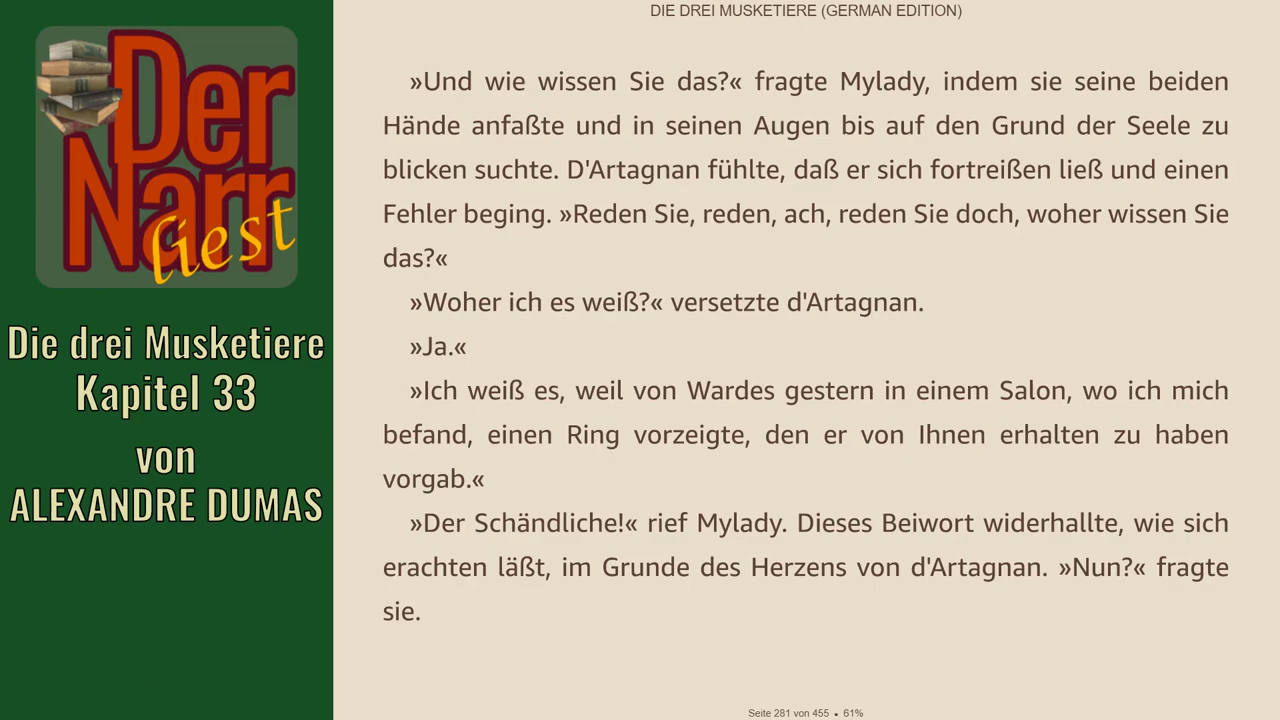 Der
Narr
liest
Die drei Musketiere
Kapitel 33
von
ALEXANDRE DUMAS
DIE DREI MUSKETIERE (GERMAN EDITION)
»Und wie wissen Sie das?« fragte Mylady, indem sie seine beiden
Hände anfaßte und in seinen Augen bis auf den Grund der Seele zu
blicken suchte. D'Artagnan fühlte, daß er sich fortreißen ließ und einen
Fehler beging. »Reden Sie, reden, ach, reden Sie doch, woher wissen Sie
das?«
»Woher ich es weiß?« versetzte d'Artagnan.
»Ja.«
»Ich weiß es, weil von Wardes gestern in einem Salon, wo ich mich
befand, einen Ring vorzeigte, den er von Ihnen erhalten zu haben
vorgab.«
»Der Schändliche!« rief Mylady. Dieses Beiwort widerhallte, wie sich
erachten läßt, im Grunde des Herzens von d'Artagnan. »Nun?« fragte
sie.
Seite 281 von 455 • 61%